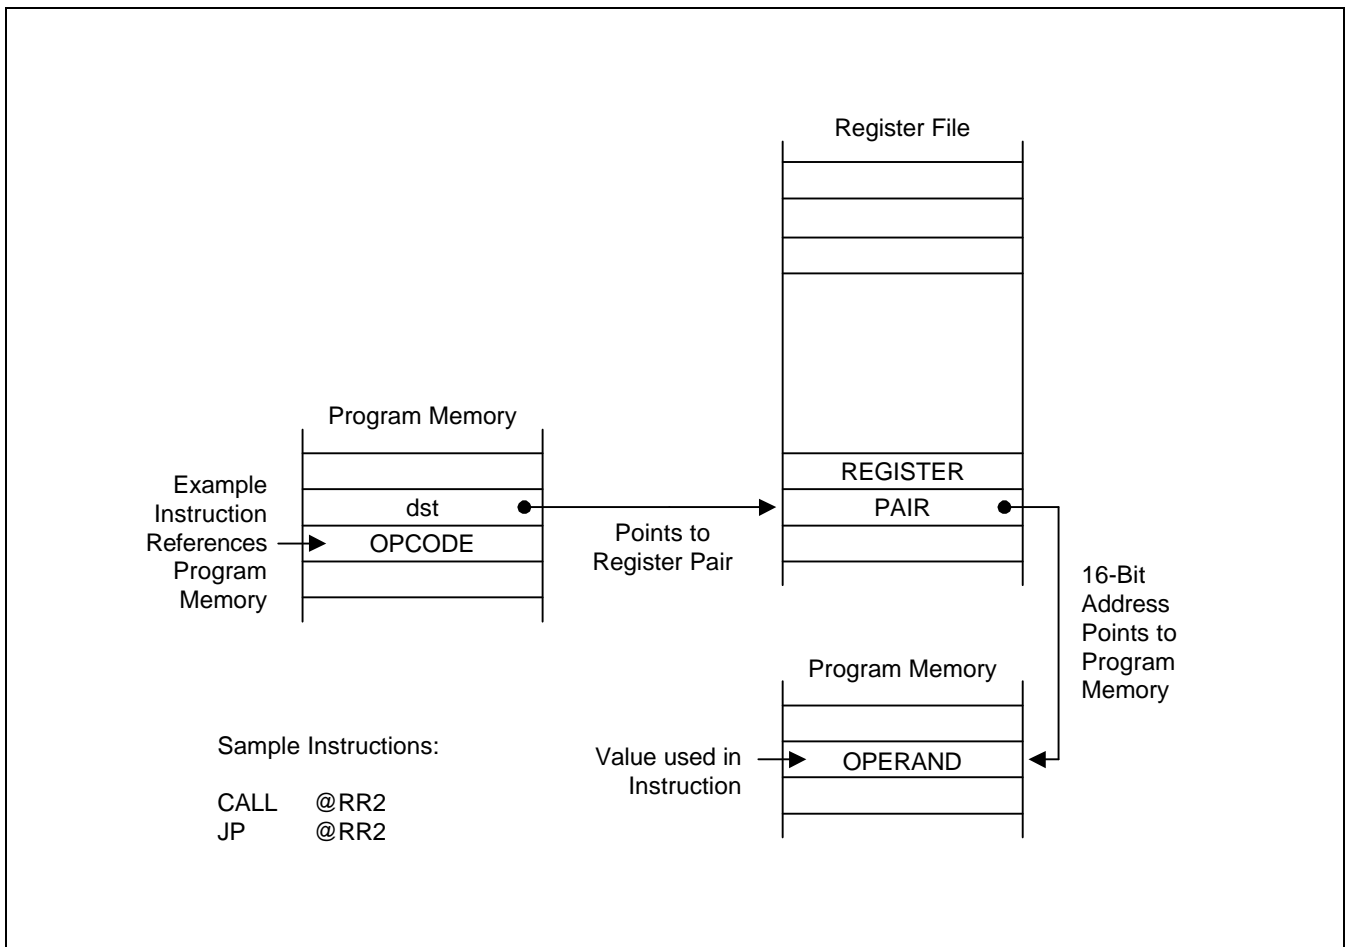 Register File
Program Memory
REGISTER
Example
Instruction
References
Program
Memory
dst
OPCODE
Points to
Register Pair
PAIR
16-Bit
Address
Points to
Program
Memory
Program Memory
Sample Instructions:
CALL @RR2
JP @RR2
Value used in
Instruction
OPERAND